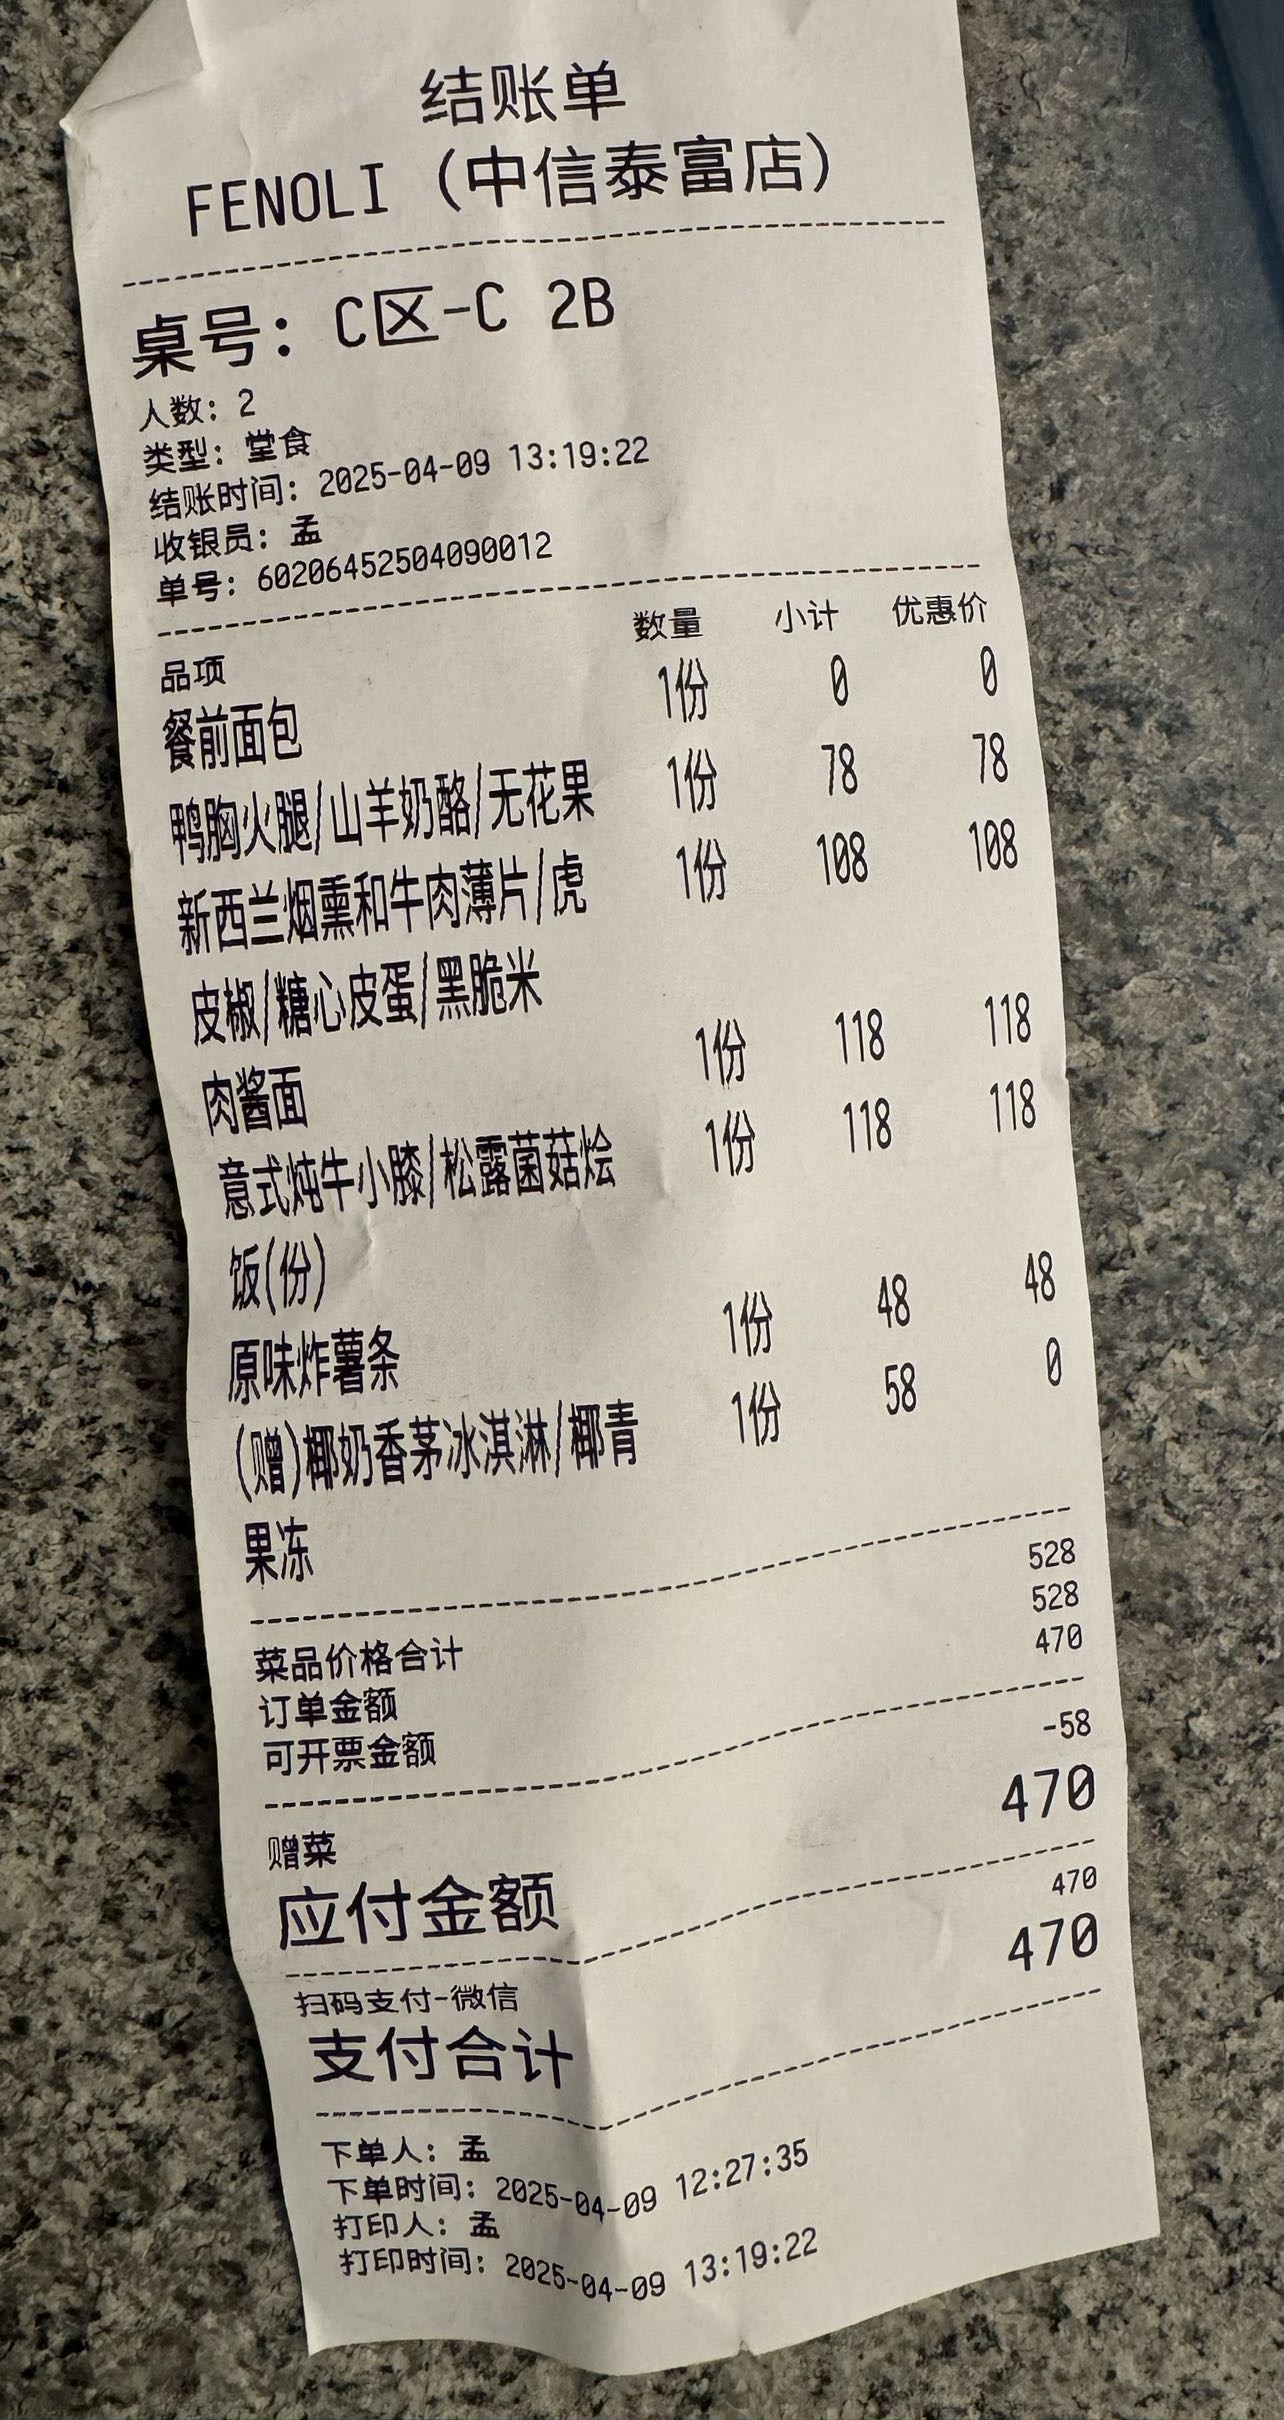 结账单
FENOLI（中信泰富店）
桌号：C区-C 2B
人数：2
类型：堂食
结账时间：2025-04-09 13:19:22
收银员：孟
单号：60206452504090012
品项 数量 小计 优惠价
餐前面包 1份 0 0
鸭胸火腿/山羊奶酪/无花果 1份 78 78
新西兰烟熏和牛肉薄片/虎 1份 108 108
皮椒/糖心皮蛋/黑脆米
肉酱面 1份 118 118
意式炖牛小膝/松露菌菇烩 1份 118 118
饭(份)
原味炸薯条 1份 48 48
(赠)椰奶香茅冰淇淋/椰青 1份 58 0
果冻
菜品价格合计 528
订单金额 528
可开票金额 470
赠菜 -58
应付金额 470
扫码支付-微信 470
支付合计 470
下单人：孟
下单时间：2025-04-09 12:27:35
打印人：孟
打印时间：2025-04-09 13:19:22